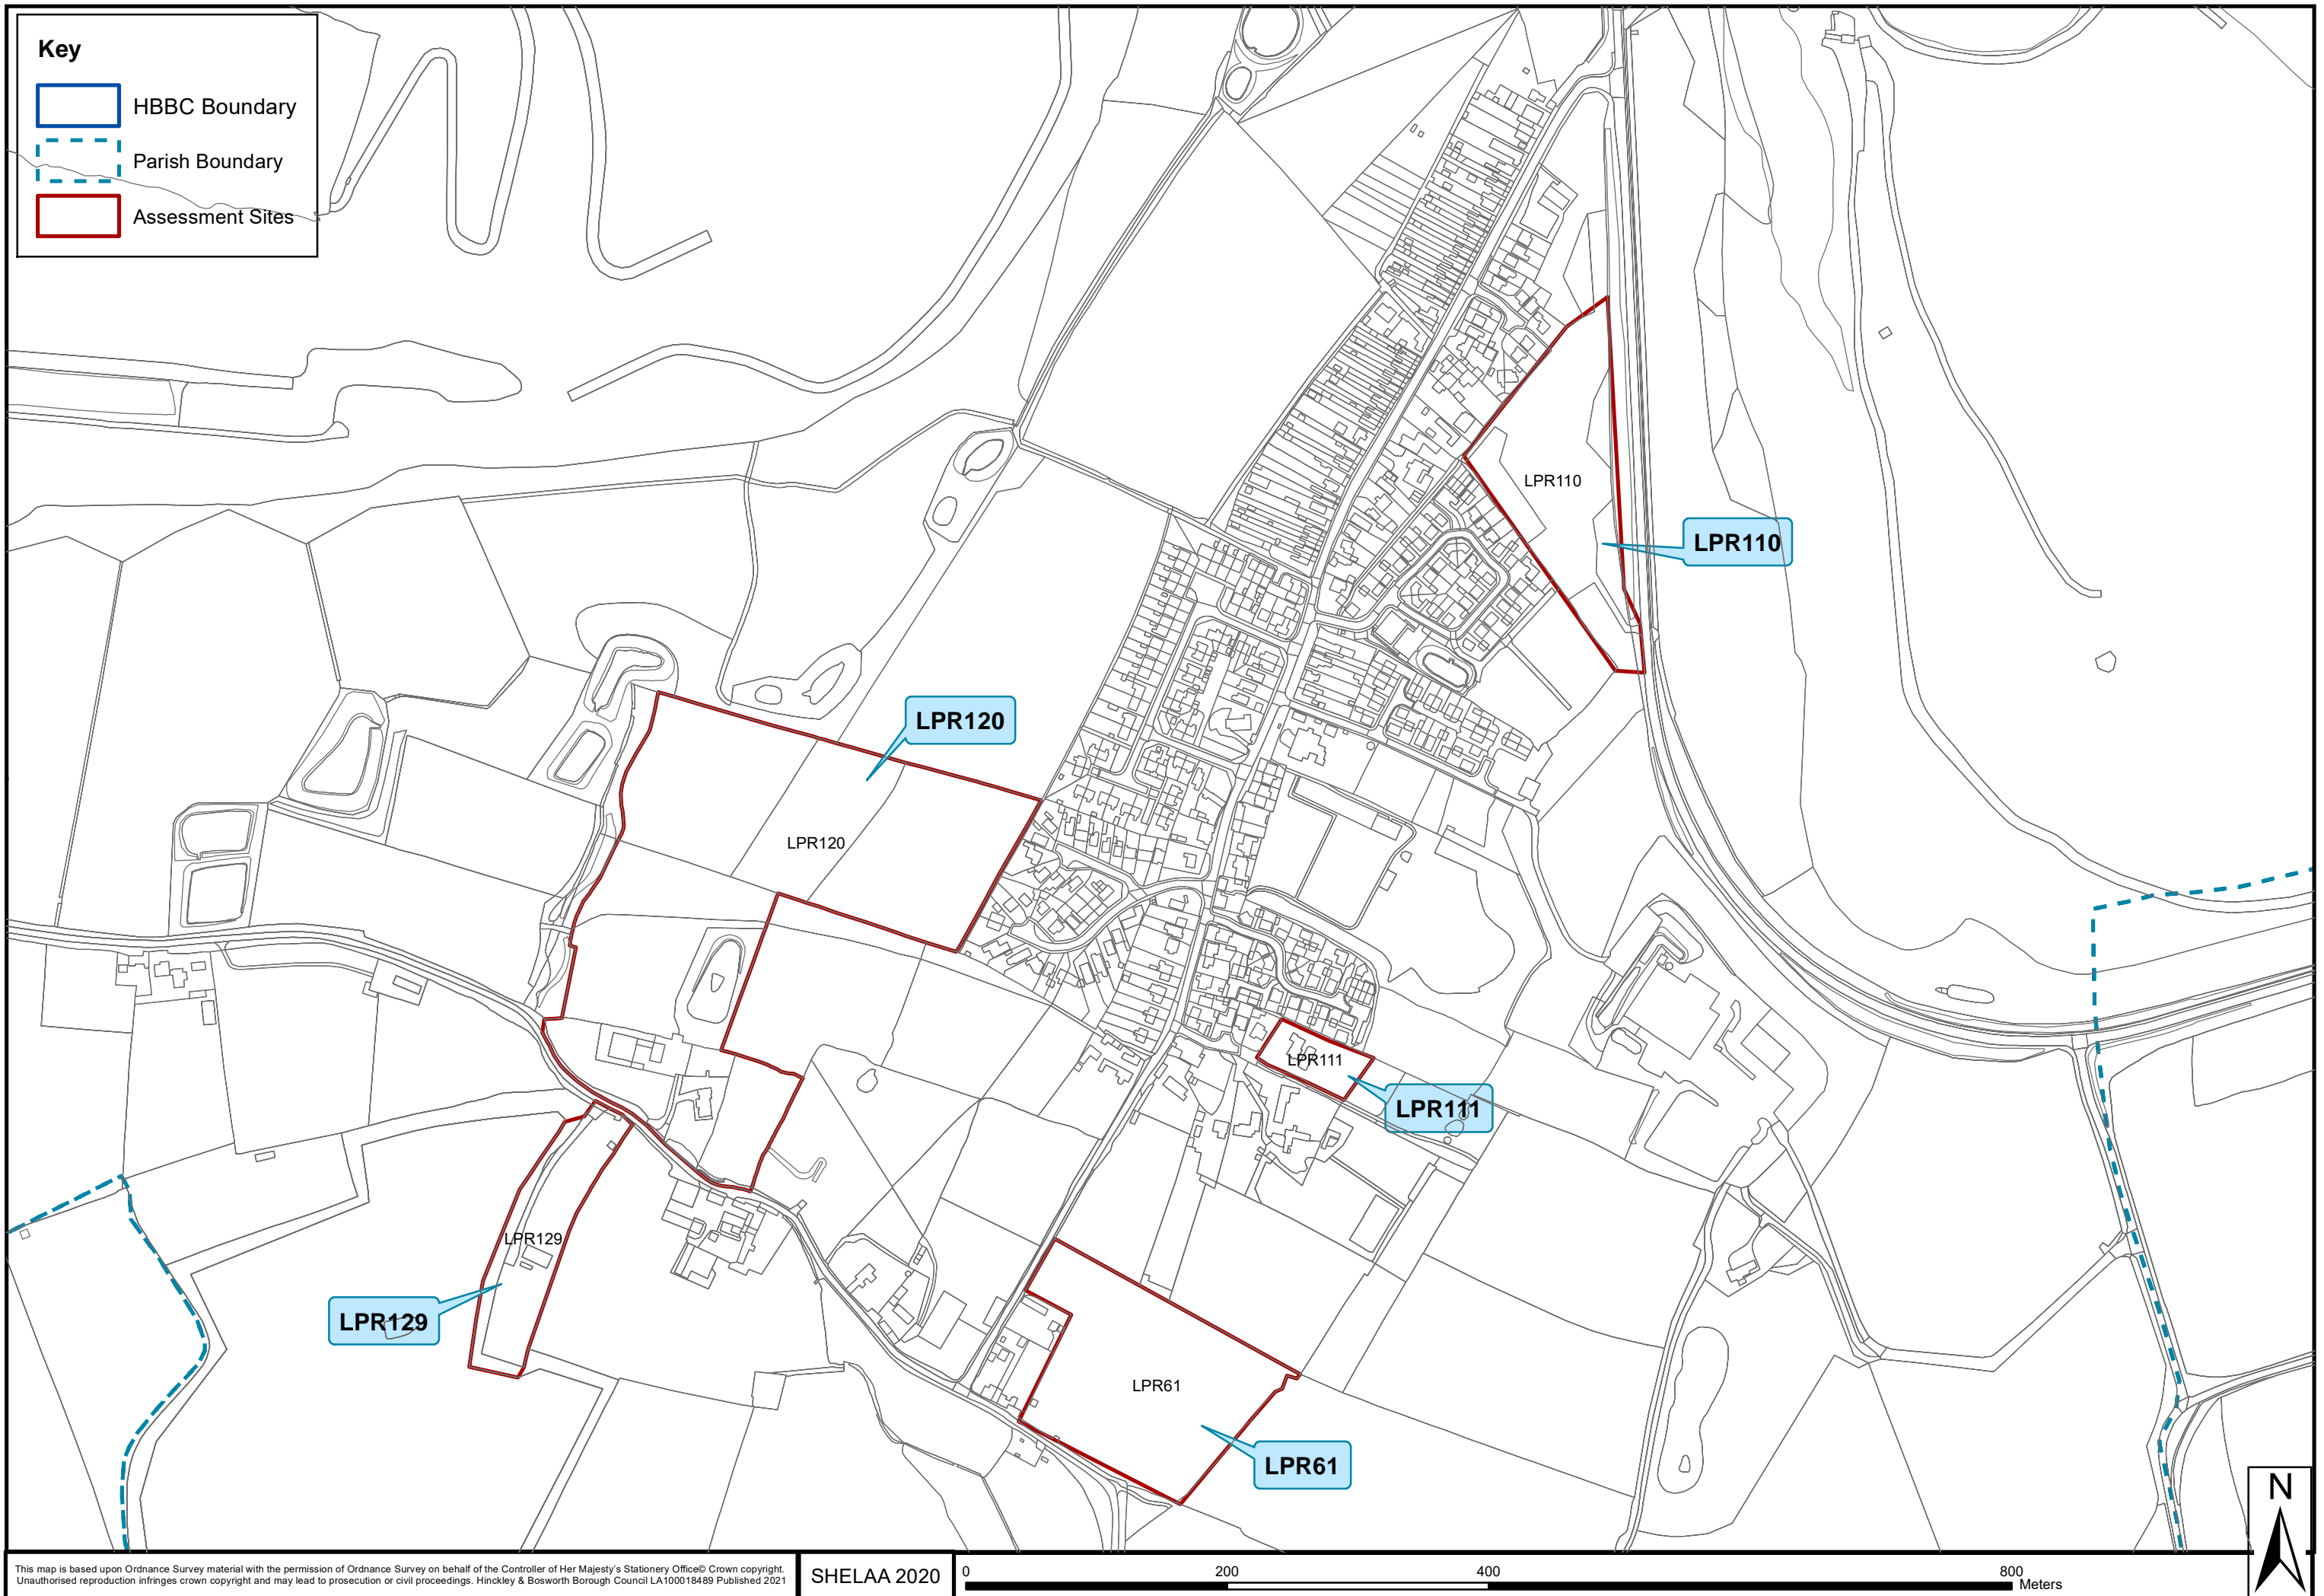 Key
HBBC Boundary
Parish Boundary
Assessment Sites
LPR110
LPR110
LPR120
LPR120
LPR111
LPR111
LPR129
LPR129
LPR61
LPR61
N
This map is based upon Ordnance Survey material with the permission of Ordnance Survey on behalf of the Controller of Her Majesty's Stationery Office© Crown copyright.
Unauthorised reproduction infringes crown copyright and may lead to prosecution or civil proceedings. Hinckley & Bosworth Borough Council LA100018489 Published 2021
SHELAA 2020
0 200 400 800
Meters